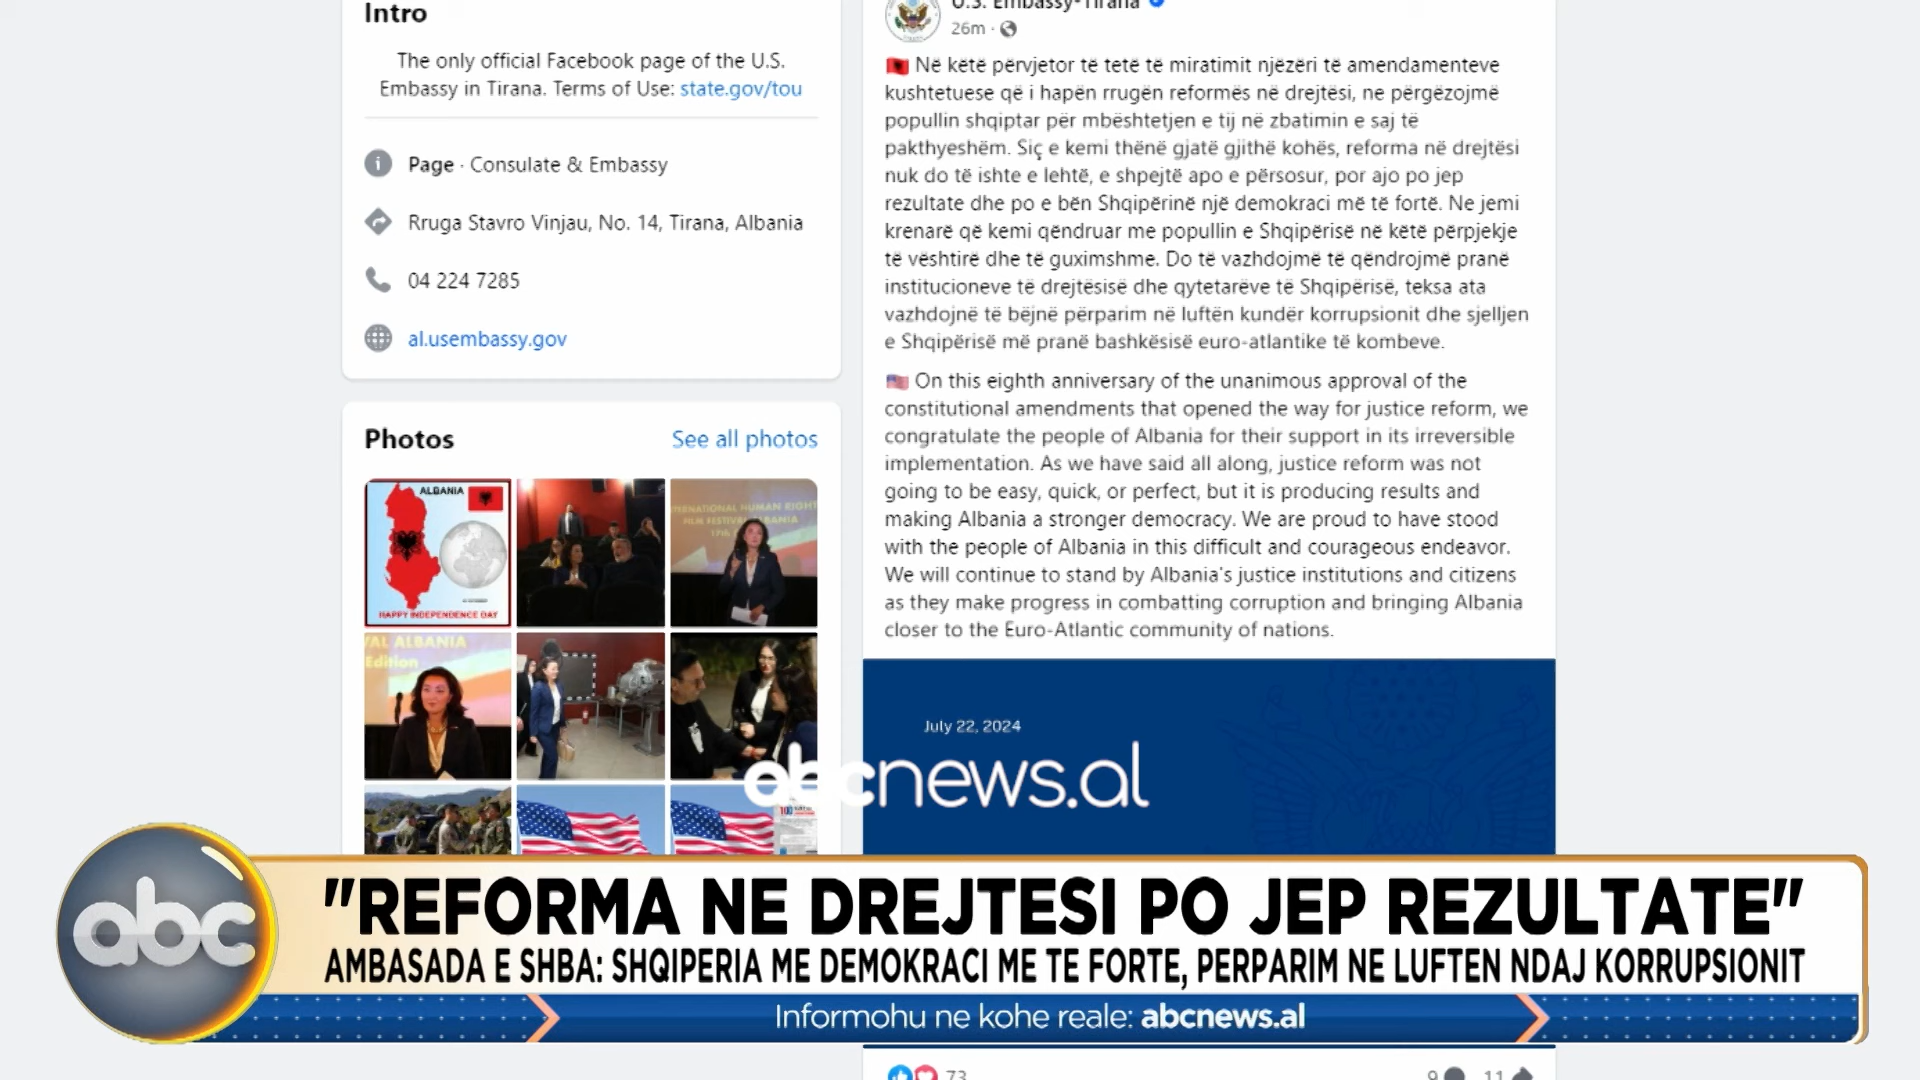 Intro
The only official Facebook page of the U.S.
Embassy in Tirana. Terms of Use: state.gov/tou
Page · Consulate & Embassy
Rruga Stavro Vinjau, No. 14, Tirana, Albania
04 224 7285
al.usembassy.gov
Photos
See all photos
ALBANIA
HAPPY INDEPENDENCE DAY
INTERNATIONAL HUMAN RIGHT
FILM FESTIVAL ALBANIA
VAL ALBANIA
Edition
U.S. Embassy-Tirana
26m ·
Në këtë përvjetor të tetë të miratimit njëzëri të amendamenteve
kushtetuese që i hapën rrugën reformës në drejtësi, ne përgëzojmë
popullin shqiptar për mbështetjen e tij në zbatimin e saj të
pakthyeshëm. Siç e kemi thënë gjatë gjithë kohës, reforma në drejtësi
nuk do të ishte e lehtë, e shpejtë apo e përsosur, por ajo po jep
rezultate dhe po e bën Shqipërinë një demokraci më të fortë. Ne jemi
krenarë që kemi qëndruar me popullin e Shqipërisë në këtë përpjekje
të vështirë dhe të guximshme. Do të vazhdojmë të qëndrojmë pranë
institucioneve të drejtësisë dhe qytetarëve të Shqipërisë, teksa ata
vazhdojnë të bëjnë përparim në luftën kundër korrupsionit dhe sjelljen
e Shqipërisë më pranë bashkësisë euro-atlantike të kombeve.
On this eighth anniversary of the unanimous approval of the
constitutional amendments that opened the way for justice reform, we
congratulate the people of Albania for their support in its irreversible
implementation. As we have said all along, justice reform was not
going to be easy, quick, or perfect, but it is producing results and
making Albania a stronger democracy. We are proud to have stood
with the people of Albania in this difficult and courageous endeavor.
We will continue to stand by Albania's justice institutions and citizens
as they make progress in combatting corruption and bringing Albania
closer to the Euro-Atlantic community of nations.
July 22, 2024
abcnews.al
abc
"REFORMA NE DREJTESI PO JEP REZULTATE"
AMBASADA E SHBA: SHQIPERIA ME DEMOKRACI ME TE FORTE, PERPARIM NE LUFTEN NDAJ KORRUPSIONIT
Informohu ne kohe reale: abcnews.al
73
9
11